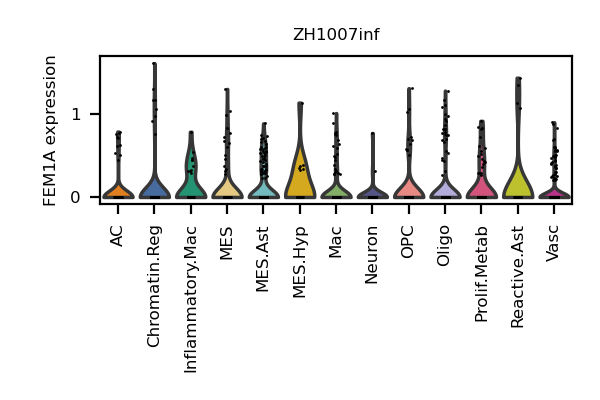 ZH1007inf
FEM1A expression
1
0
AC
Chromatin.Reg
Inflammatory.Mac
MES
MES.Ast
MES.Hyp
Mac
Neuron
OPC
Oligo
Prolif.Metab
Reactive.Ast
Vasc